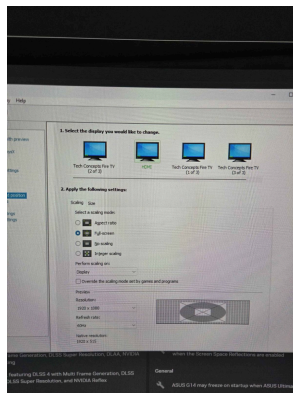 Help
1. Select the display you would like to change.
Tech Concepts Fire TV
(2 of 3)
Tech Concepts Fire TV
(1 of 3)
Tech Concepts Fire TV
(3 of 3)
2. Apply the following settings:
Scaling Size
Select a scaling mode:
Aspect ratio
Full screen
No scaling
Integer scaling
Perform scaling on:
Display
Override the scaling mode set by games and programs
Preview
Resolution:
Refresh rate:
Native resolution:
Frame Generation, DLSS Super Resolution, DLAA, NVIDIA
when the Screen Space Reflections are enabled
featuring DLSS 4 with Multi Frame Generation, DLSS
DLSS Super Resolution, and NVIDIA Reflex
General
ASUS G14 may freeze on startup when ASUS Ultimate